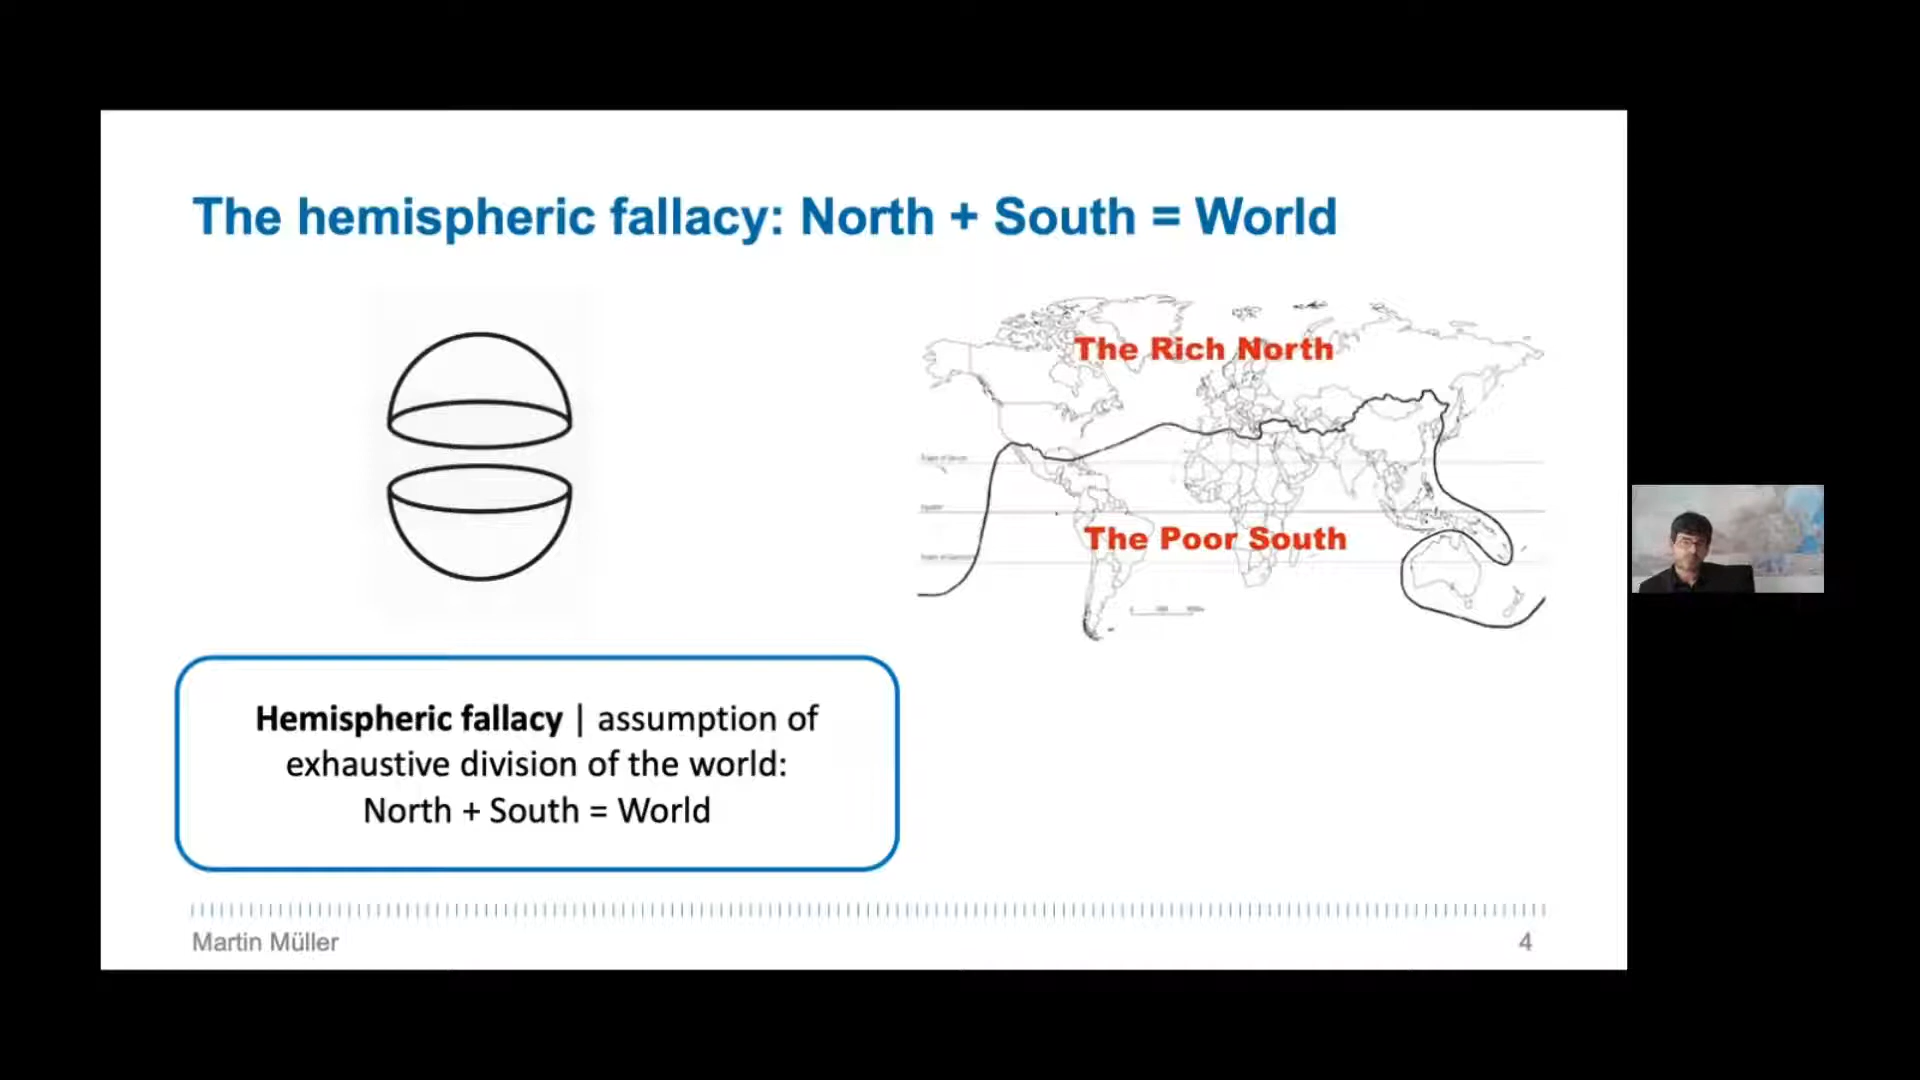 The hemispheric fallacy: North + South = World
The Rich North
The Poor South
Hemispheric fallacy | assumption of
exhaustive division of the world:
North + South = World
Martin Müller
4